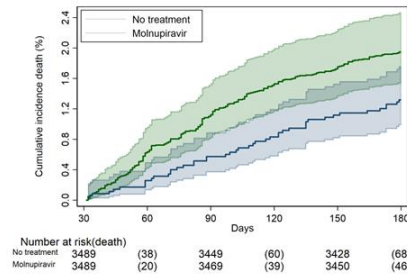 No treatment
Molnupiravir
Cumulative incidence death (%)
2.4
2.0
1.6
1.2
0.8
0.4
0.0
30 60 90 120 150 180
Days
Number at risk(death)
No treatment 3489 (38) 3449 (60) 3428 (68
Molnupiravir 3489 (20) 3469 (39) 3450 (46